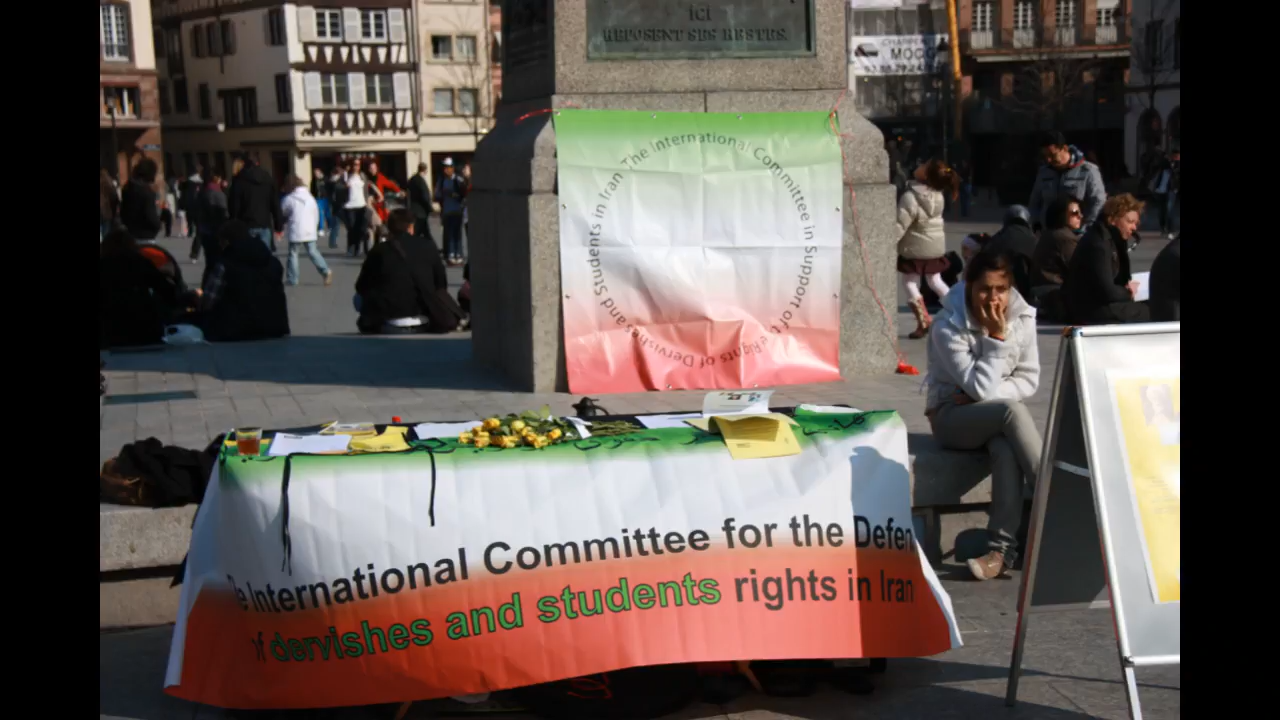 ICI
REPOSENT SES RESTES
MOCO
The International Committee in Support of the Rights of Dervishes and Students in Iran
International Committee for the Defen
of dervishes and students rights in Iran